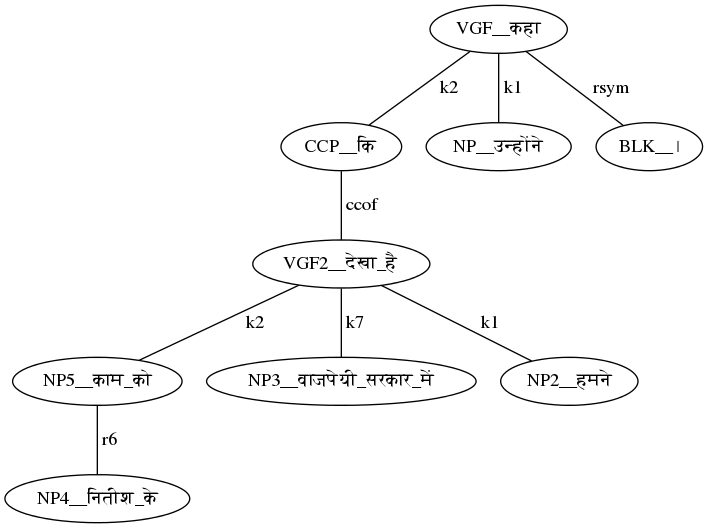 VGF__कहा
k2 k1 rsym
CCP__कि NP__उन्होंने BLK__।
ccof
VGF2__देखा_है
k2 k7 k1
NP5__काम_को NP3__वाजपेयी_सरकार_में NP2__हमने
r6
NP4__नितीश_के